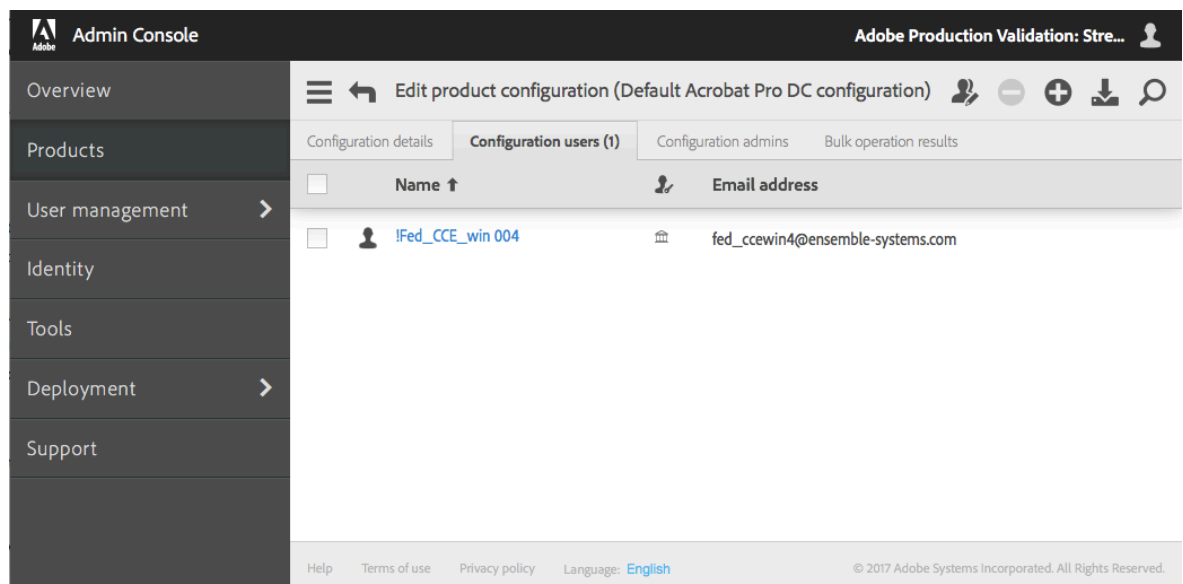 Adobe
Admin Console
Adobe Production Validation: Stre...
Overview
Products
User management
Identity
Tools
Deployment
Support
Edit product configuration (Default Acrobat Pro DC configuration)
Configuration details Configuration users (1) Configuration admins Bulk operation results
Name Email address
!Fed_CCE_win 004 fed_ccewin4@ensemble-systems.com
Help Terms of use Privacy policy Language: English © 2017 Adobe Systems Incorporated. All Rights Reserved.